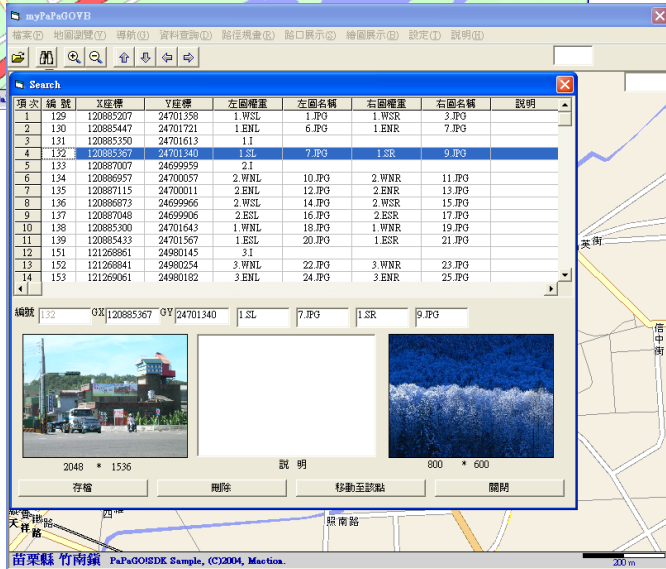 myPaPaGOVB
檔案(F) 地圖瀏覽(V) 導航(G) 資料查詢(D) 路徑規畫(R) 路口展示(S) 繪圖展示(B) 設定(T) 說明(H)
Search
項次 編 號 X座標 Y座標 左圖權重 左圖名稱 右圖權重 右圖名稱 說明
1 129 120885207 24701358 1.WSL 1.JPG 1.WSR 3.JPG
2 130 120885447 24701721 1.ENL 6.JPG 1.ENR 7.JPG
3 131 120885350 24701613 1.I
4 132 120885367 24701340 1.SL 7.JPG 1.SR 9.JPG
5 133 120887007 24699959 2.I
6 134 120886957 24700057 2.WNL 10.JPG 2.WNR 11.JPG
7 135 120887115 24700011 2.ENL 12.JPG 2.ENR 13.JPG
8 136 120886873 24699966 2.WSL 14.JPG 2.WSR 15.JPG
9 137 120887048 24699906 2.ESL 16.JPG 2.ESR 17.JPG
10 138 120885300 24701643 1.WNL 18.JPG 1.WNR 19.JPG
11 139 120885433 24701567 1.ESL 20.JPG 1.ESR 21.JPG
12 151 121268861 24980145 3.I
13 152 121268841 24980254 3.WNL 22.JPG 3.WNR 23.JPG
14 153 121269061 24980182 3.ENL 24.JPG 3.ENR 25.JPG
編號 132 GX 120885367 GY 24701340 1.SL 7.JPG 1.SR 9.JPG
2048 * 1536
說 明
800 * 600
存檔 刪除 移動至該點 關閉
英街
信中街
天祥路
照南路
苗栗縣 竹南鎮 PaPaGO!SDK Sample, (C)2004, Maction.
200 m